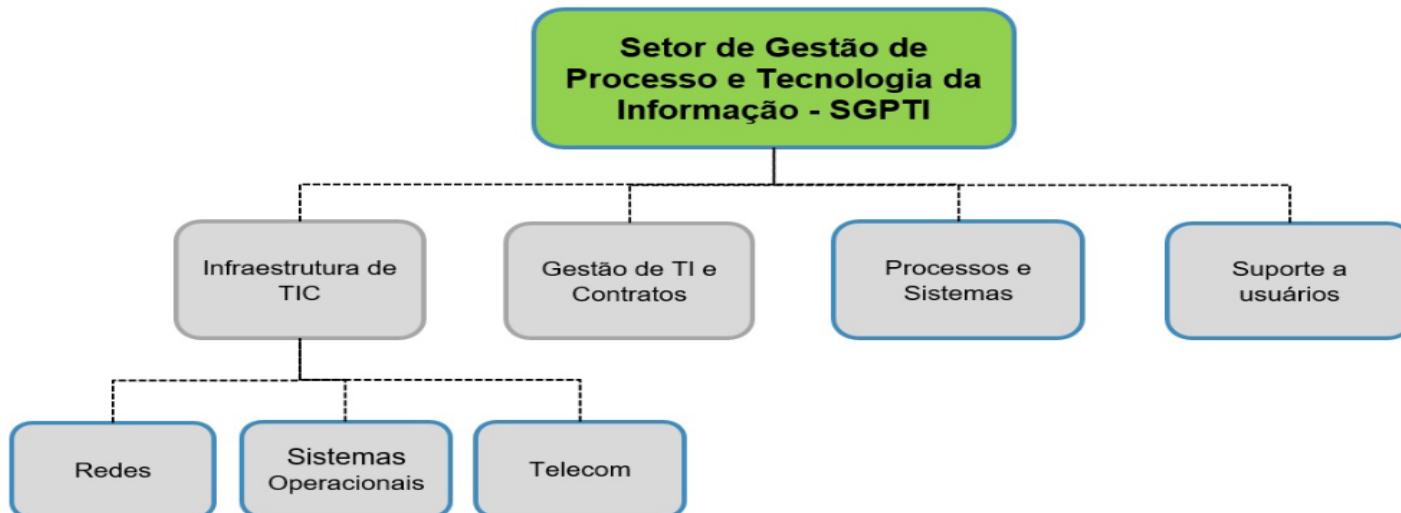 Setor de Gestão de
Processo e Tecnologia da
Informação - SGPTI
Infraestrutura de
TIC
Gestão de TI e
Contratos
Processos e
Sistemas
Suporte a
usuários
Redes
Sistemas
Operacionais
Telecom